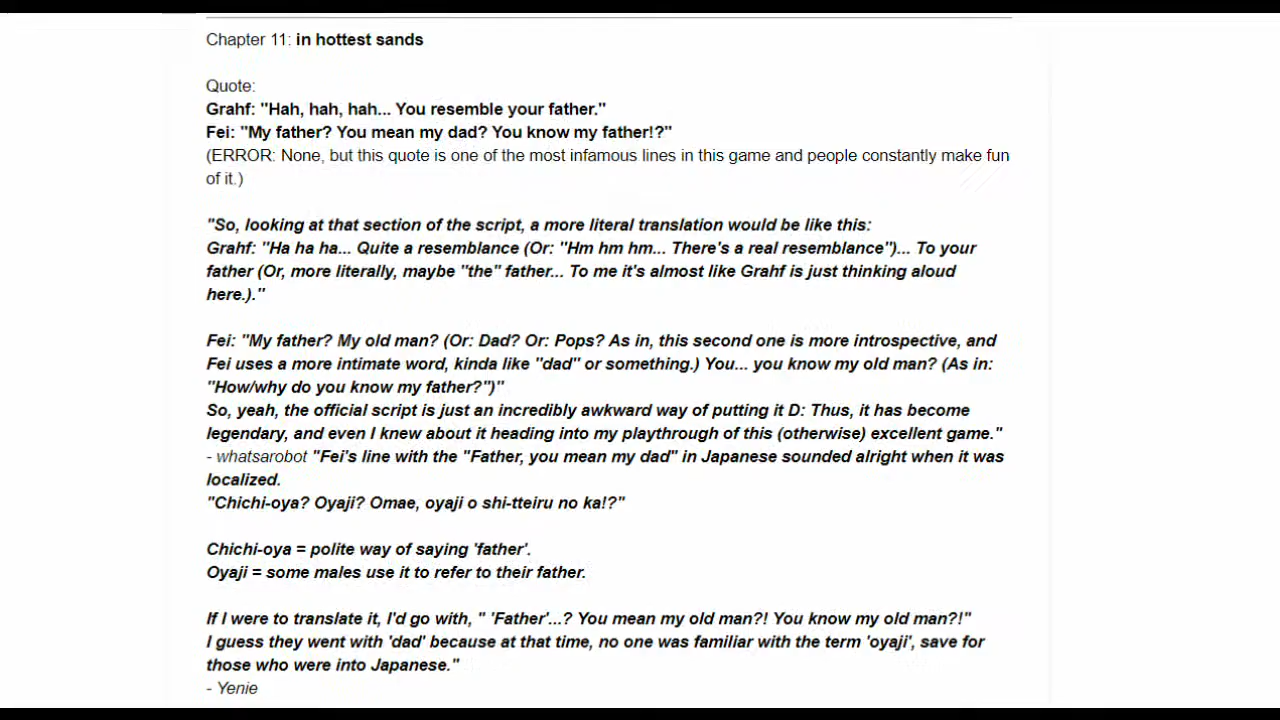 Chapter 11: in hottest sands
Quote:
Grahf: "Hah, hah, hah... You resemble your father."
Fei: "My father? You mean my dad? You know my father!?"
(ERROR: None, but this quote is one of the most infamous lines in this game and people constantly make fun
of it.)
"So, looking at that section of the script, a more literal translation would be like this:
Grahf: "Ha ha ha... Quite a resemblance (Or: "Hm hm hm... There's a real resemblance")... To your
father (Or, more literally, maybe "the" father... To me it's almost like Grahf is just thinking aloud
here.)."
Fei: "My father? My old man? (Or: Dad? Or: Pops? As in, this second one is more introspective, and
Fei uses a more intimate word, kinda like "dad" or something.) You... you know my old man? (As in:
"How/why do you know my father?")"
So, yeah, the official script is just an incredibly awkward way of putting it D: Thus, it has become
legendary, and even I knew about it heading into my playthrough of this (otherwise) excellent game."
- whatsarobot "Fei's line with the "Father, you mean my dad" in Japanese sounded alright when it was
localized.
"Chichi-oya? Oyaji? Omae, oyaji o shi-tteiru no ka!?"
Chichi-oya = polite way of saying 'father'.
Oyaji = some males use it to refer to their father.
If I were to translate it, I'd go with, " 'Father'...? You mean my old man?! You know my old man?!"
I guess they went with 'dad' because at that time, no one was familiar with the term 'oyaji', save for
those who were into Japanese."
- Yenie